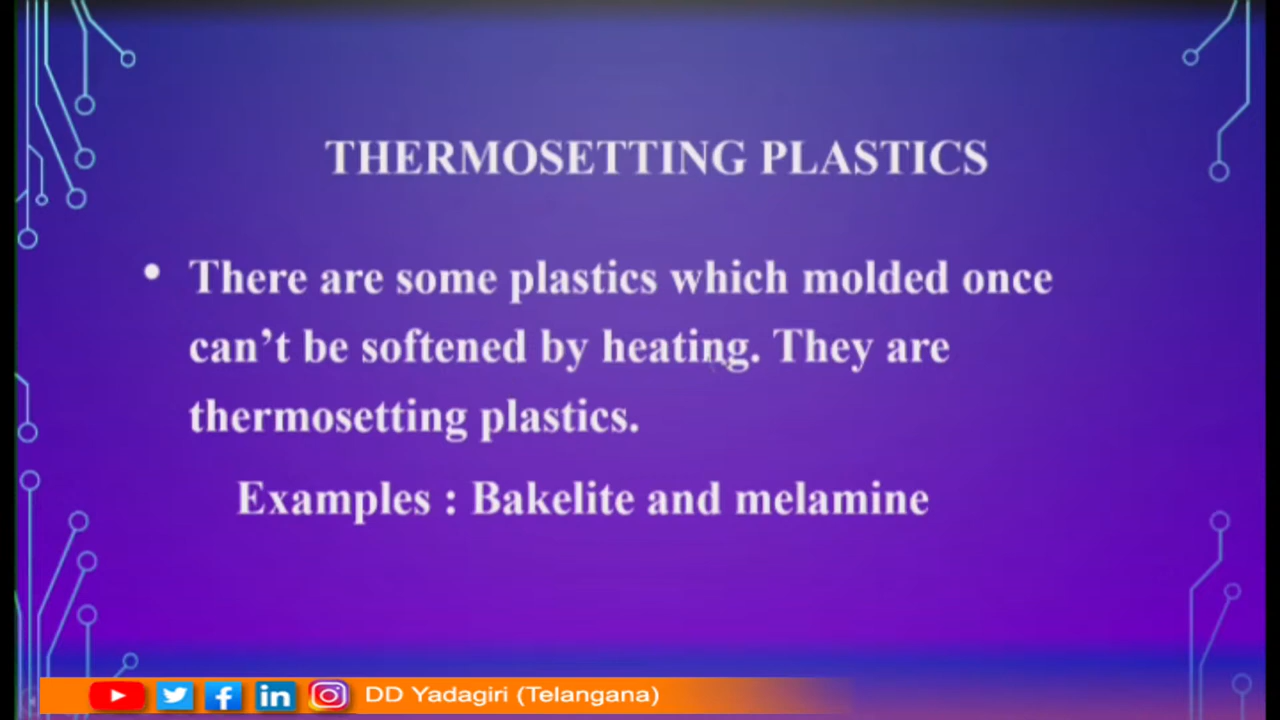 THERMOSETTING PLASTICS
• There are some plastics which molded once
can't be softened by heating. They are
thermosetting plastics.
Examples : Bakelite and melamine
DD Yadagiri (Telangana)